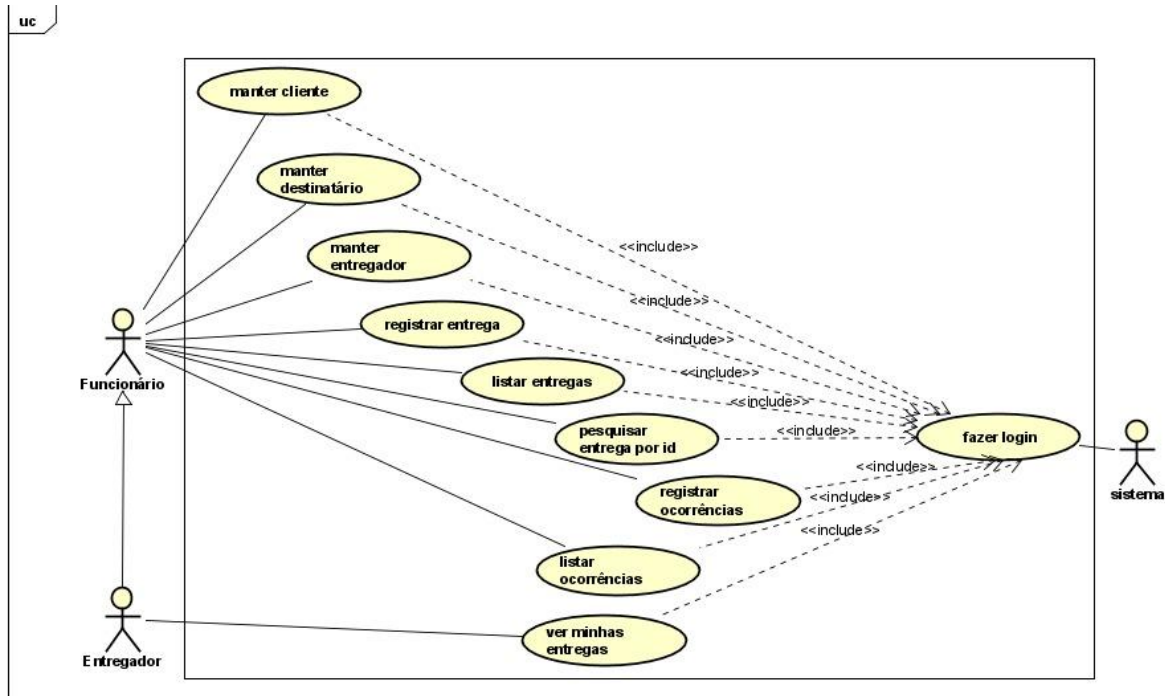 uc
manter cliente
manter
destinatário
<<include>>
manter
entregador
<<include>>
registrar entrega
Funcionário
<<include>>
listar entregas
<<include>>
pesquisar
entrega por id
<<include>>
fazer login
sistema
registrar
ocorrências
<<include>>
<<include>>
listar
ocorrências
<<include>>
ver minhas
entregas
Entregador